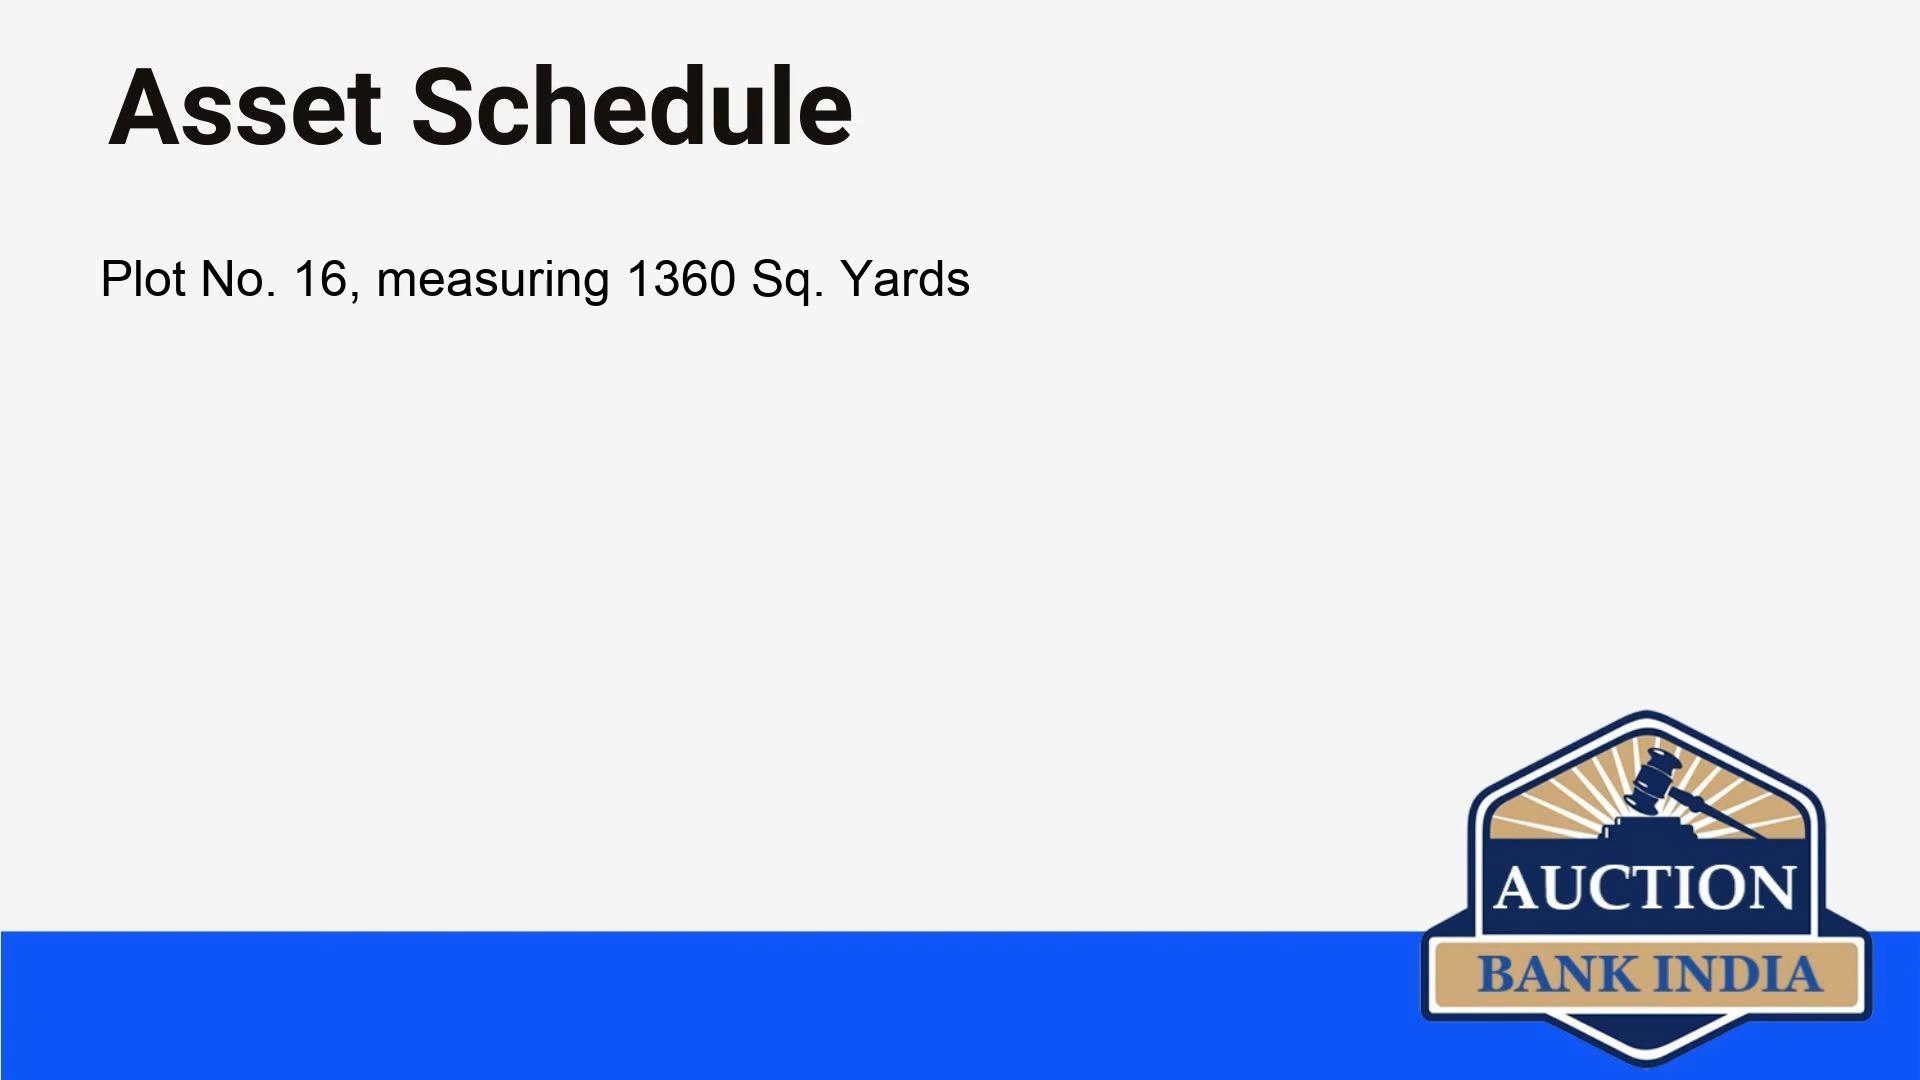 Asset Schedule
Plot No. 16, measuring 1360 Sq. Yards
AUCTION
BANK INDIA